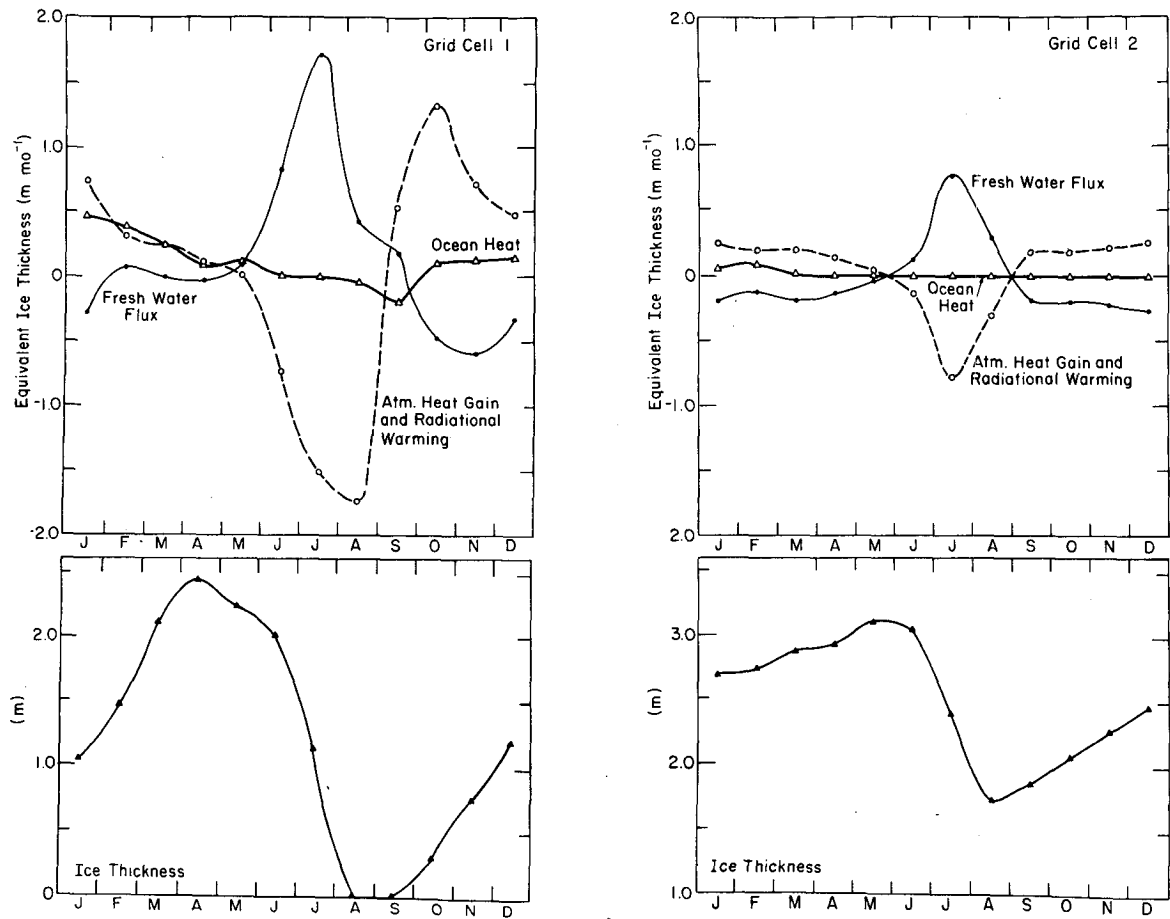 Grid Cell 1
2.0
1.0
0
-1.0
-2.0
Equivalent Ice Thickness (m mo⁻¹)
Ocean Heat
Fresh Water
Flux
Atm. Heat Gain
and Radiational
Warming
J F M A M J J A S O N D
2.0
1.0
0
(m)
Ice Thickness
J F M A M J J A S O N D
Grid Cell 2
2.0
1.0
0
-1.0
2.0
Equivalent Ice Thickness (m mo⁻¹)
Fresh Water Flux
Ocean
Heat
Atm. Heat Gain and
Radiational Warming
J F M A M J J A S O N D
3.0
2.0
1.0
(m)
Ice Thickness
J F M A M J J A S O N D